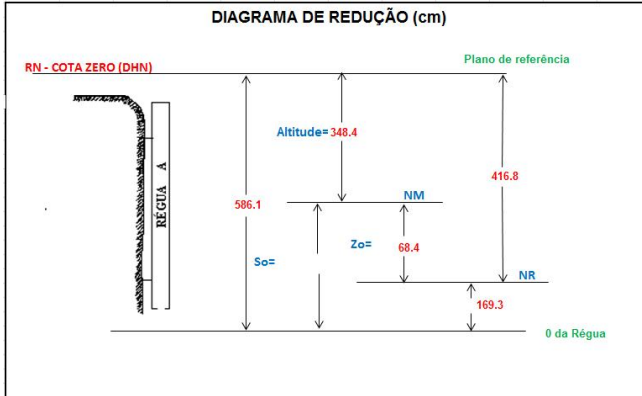 DIAGRAMA DE REDUÇÃO (cm)
Plano de referência
RN - COTA ZERO (DHN)
Altitude= 348.4
RÉGUA A
416.8
NM
586.1
Zo=
68.4
So=
NR
169.3
0 da Régua